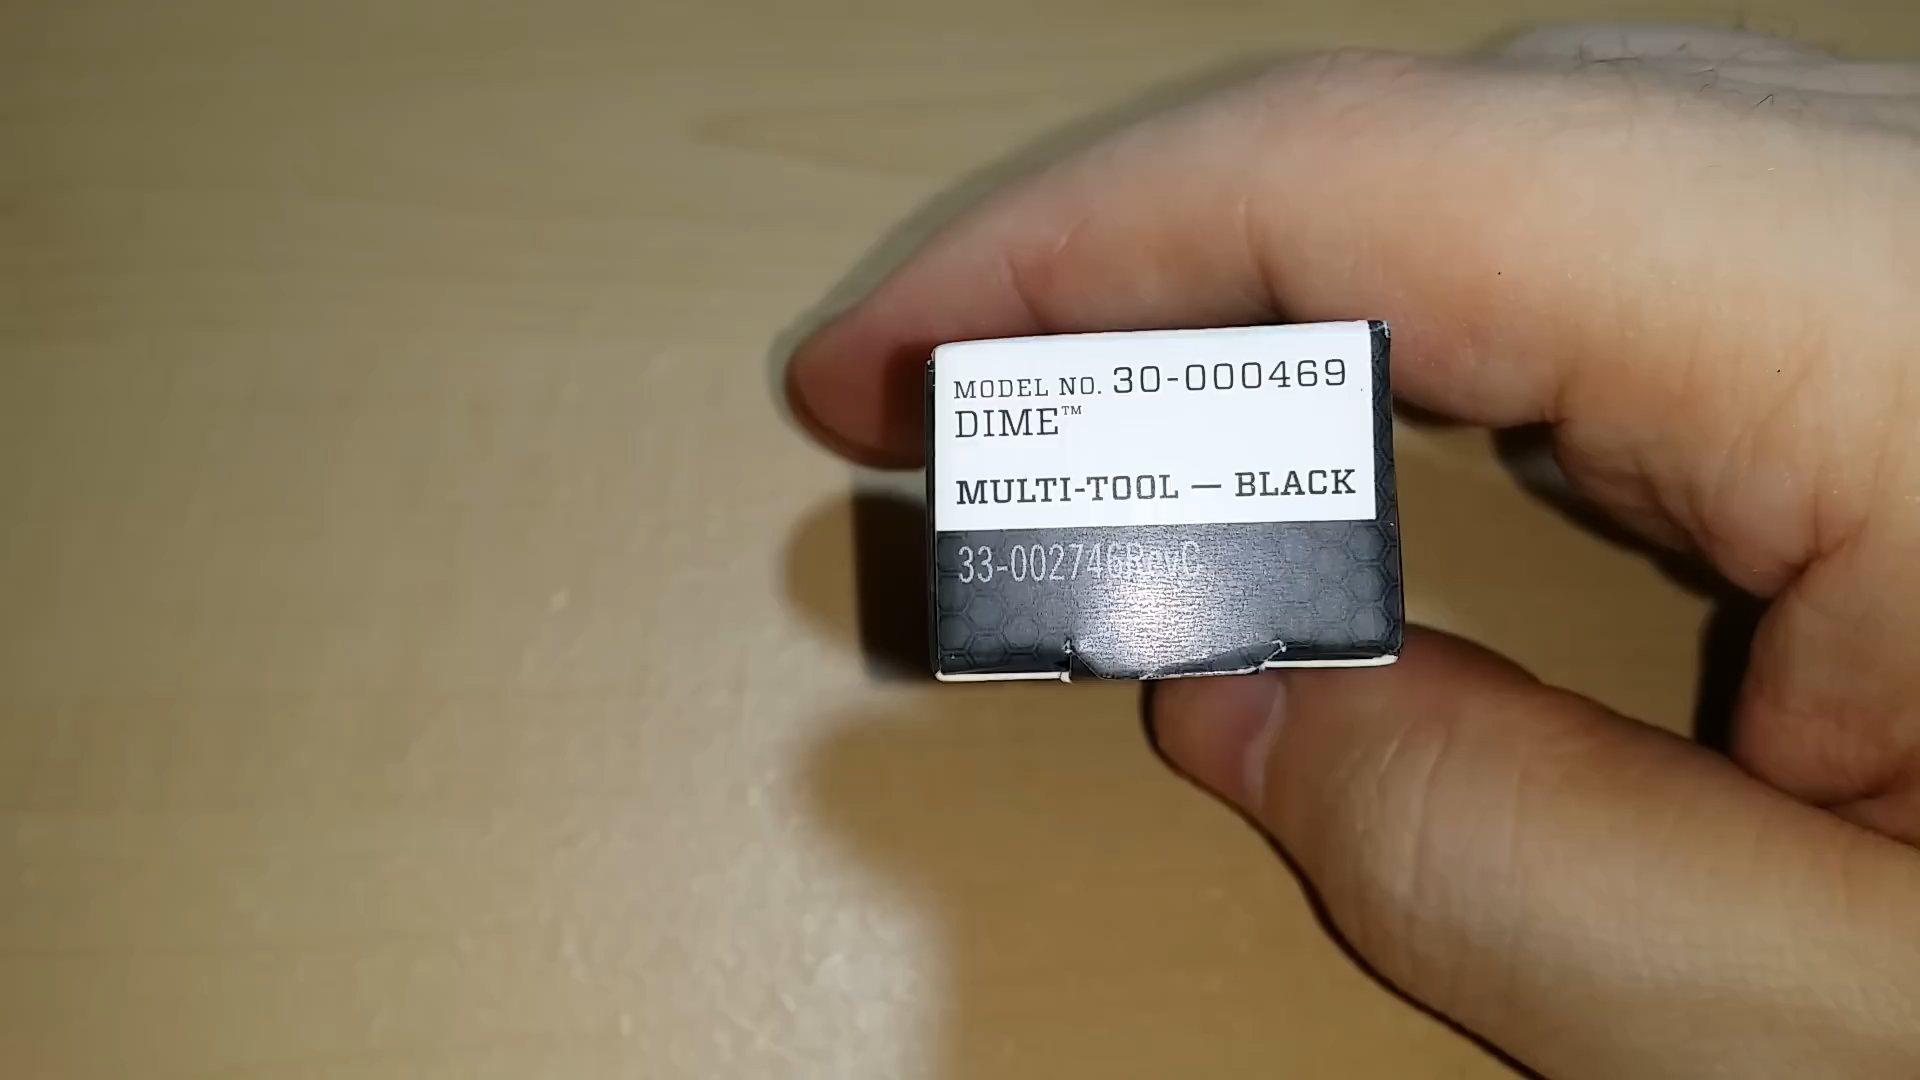 MODEL NO. 30-000469
DIME™
MULTI-TOOL — BLACK
33-002746RevC